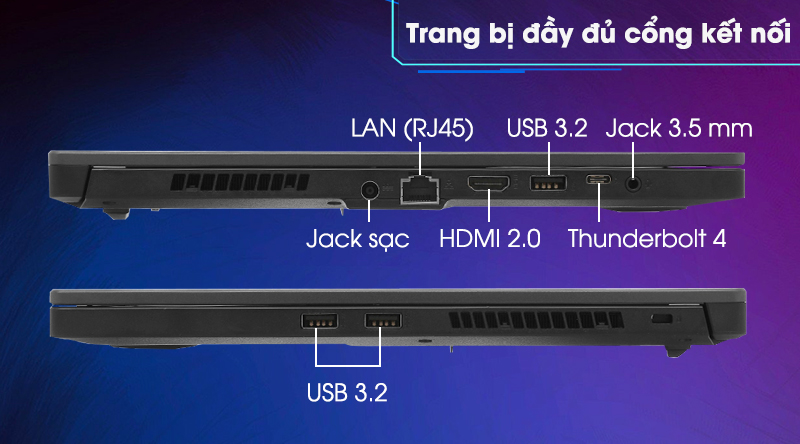 Trang bị đầy đủ cổng kết nối
LAN (RJ45)
USB 3.2
Jack 3.5 mm
Jack sạc
HDMI 2.0
Thunderbolt 4
USB 3.2